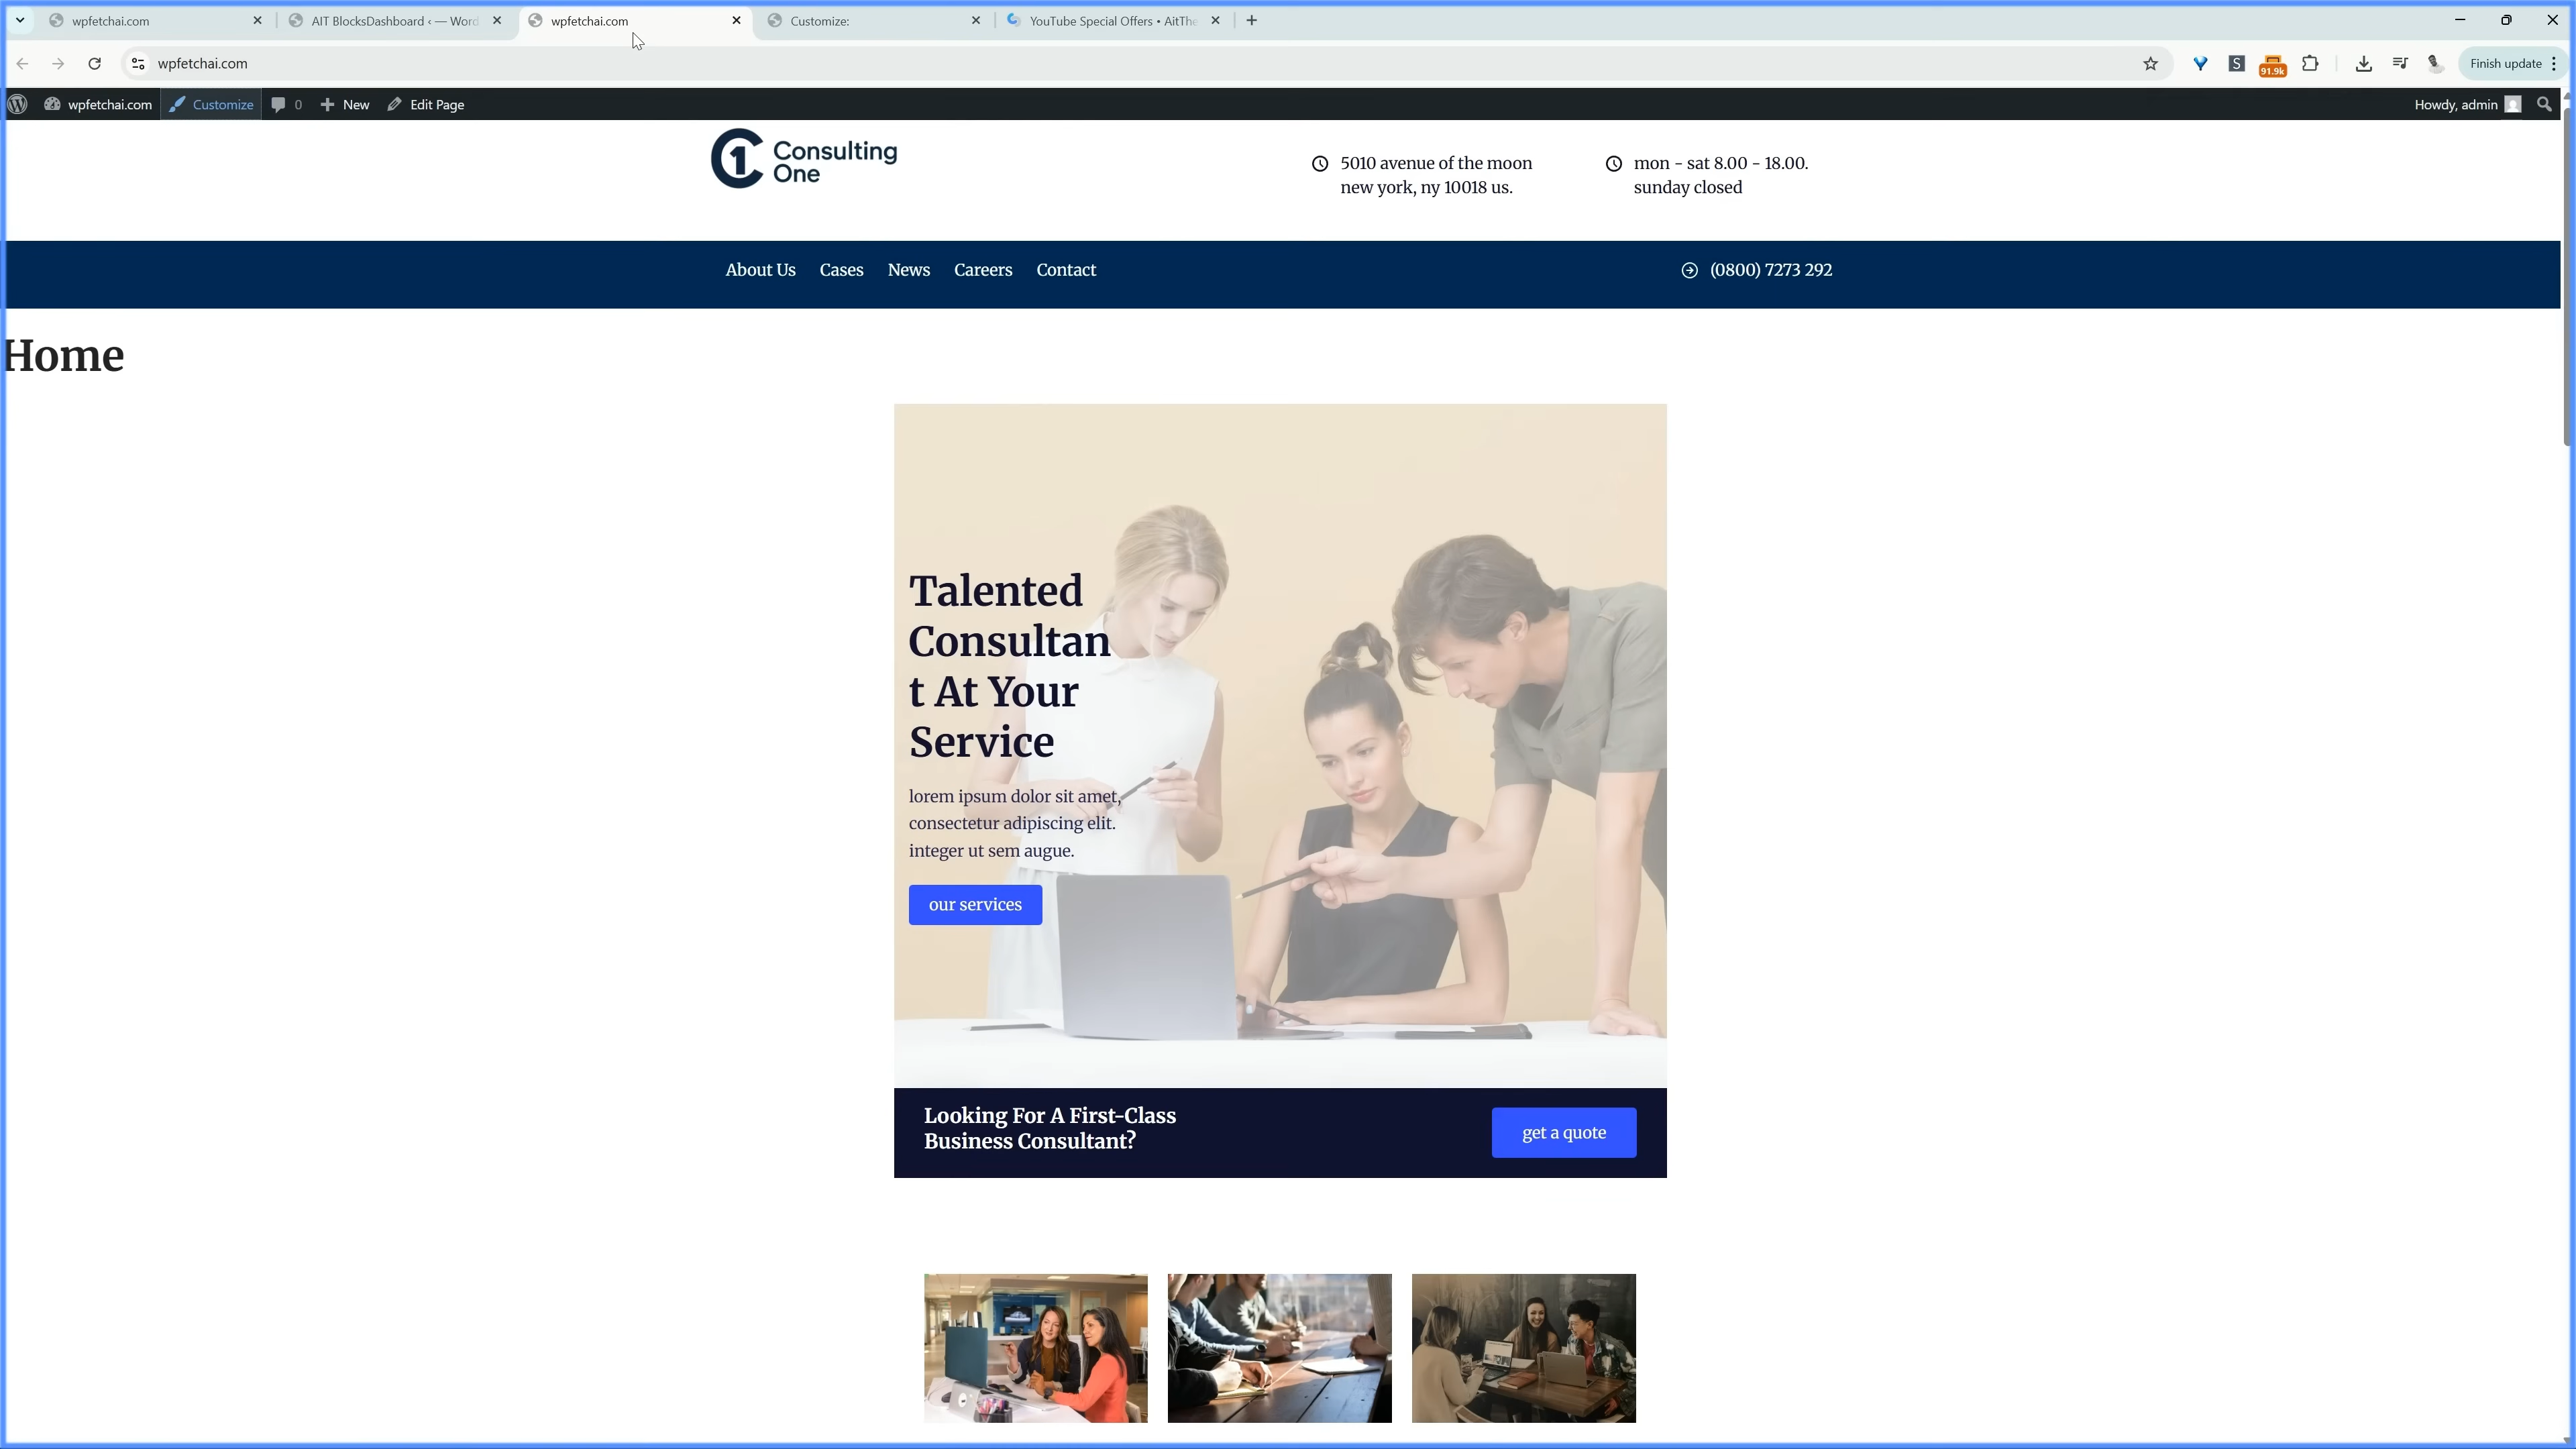 wpfetchai.com
AIT BlocksDashboard ‹ — Word
wpfetchai.com
Customize:
YouTube Special Offers • AitThe
wpfetchai.com
S
91.9k
Finish update
wpfetchai.com
Customize
0
New
Edit Page
Howdy, admin
C1 Consulting
One
5010 avenue of the moon
new york, ny 10018 us.
mon - sat 8.00 - 18.00.
sunday closed
About Us
Cases
News
Careers
Contact
(0800) 7273 292
Home
Talented
Consultan
t At Your
Service
lorem ipsum dolor sit amet,
consectetur adipiscing elit.
integer ut sem augue.
our services
Looking For A First-Class
Business Consultant?
get a quote